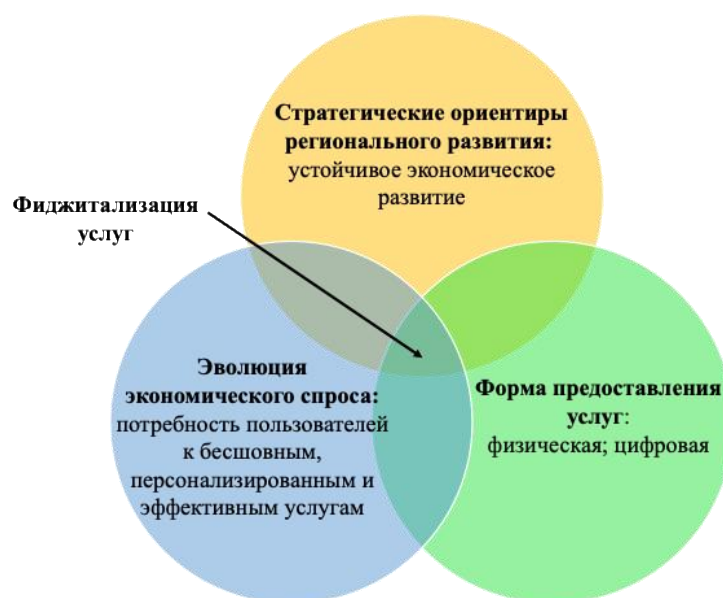 Стратегические ориентиры
регионального развития:
устойчивое экономическое
развитие
Фиджитализация
услуг
Эволюция
экономического спроса:
потребность пользователей
к бесшовным,
персонализированным и
эффективным услугам
Форма предоставления
услуг:
физическая; цифровая